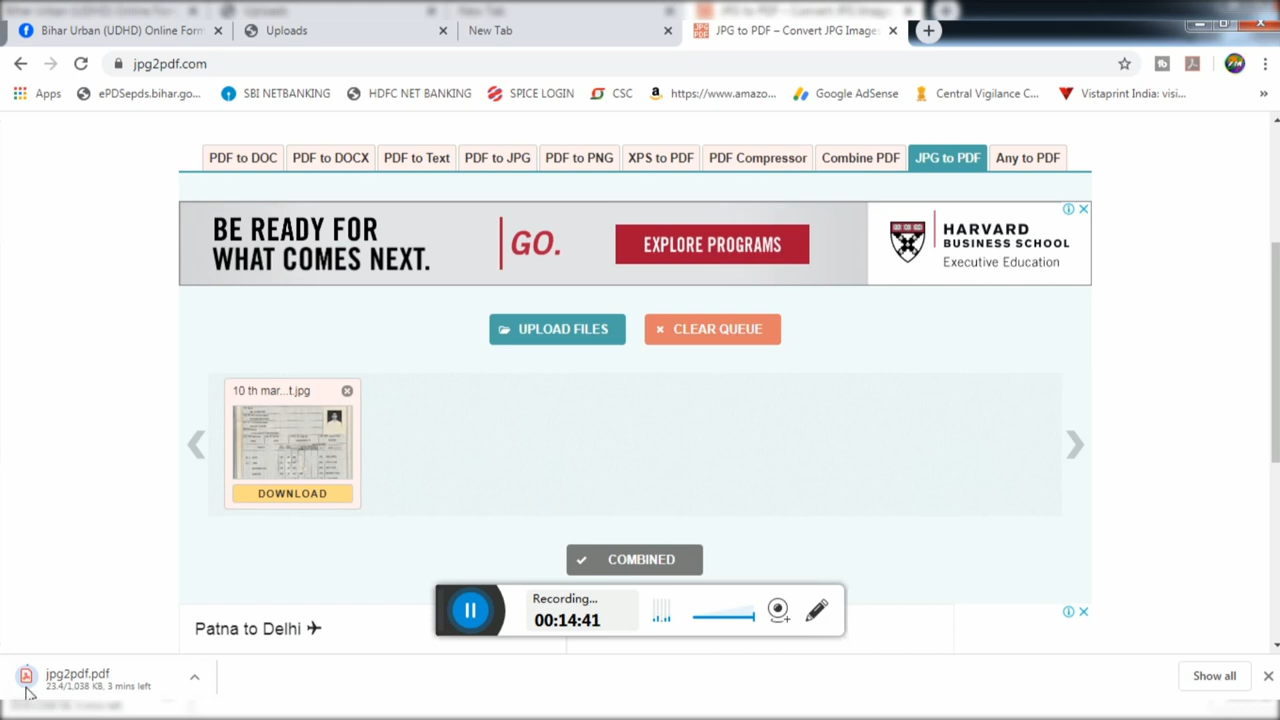 Bihar Urban (UDHD) Online Form
Uploads
New Tab
JPG to PDF – Convert JPG Images
jpg2pdf.com
Apps
ePDSepds.bihar.go...
SBI NETBANKING
HDFC NET BANKING
SPICE LOGIN
CSC
https://www.amazo...
Google AdSense
Central Vigilance C...
Vistaprint India: visi...
»
PDF to DOC
PDF to DOCX
PDF to Text
PDF to JPG
PDF to PNG
XPS to PDF
PDF Compressor
Combine PDF
JPG to PDF
Any to PDF
BE READY FOR
WHAT COMES NEXT.
GO.
EXPLORE PROGRAMS
HARVARD
BUSINESS SCHOOL
Executive Education
UPLOAD FILES
CLEAR QUEUE
10 th mar...t.jpg
DOWNLOAD
COMBINED
Recording...
00:14:41
Patna to Delhi
jpg2pdf.pdf
23.4/1,038 KB, 3 mins left
Show all